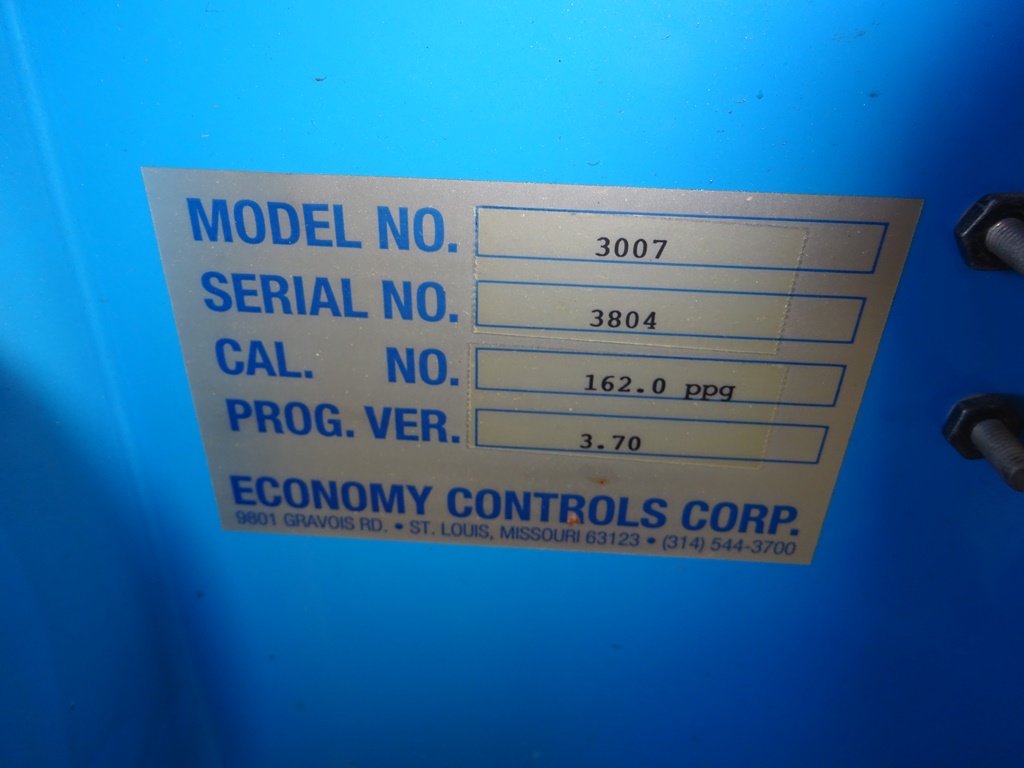 MODEL NO. 3007
SERIAL NO. 3804
CAL. NO. 162.0 ppg
PROG. VER. 3.70
ECONOMY CONTROLS CORP.
9801 GRAVOIS RD. • ST. LOUIS, MISSOURI 63123 • (314) 544-3700